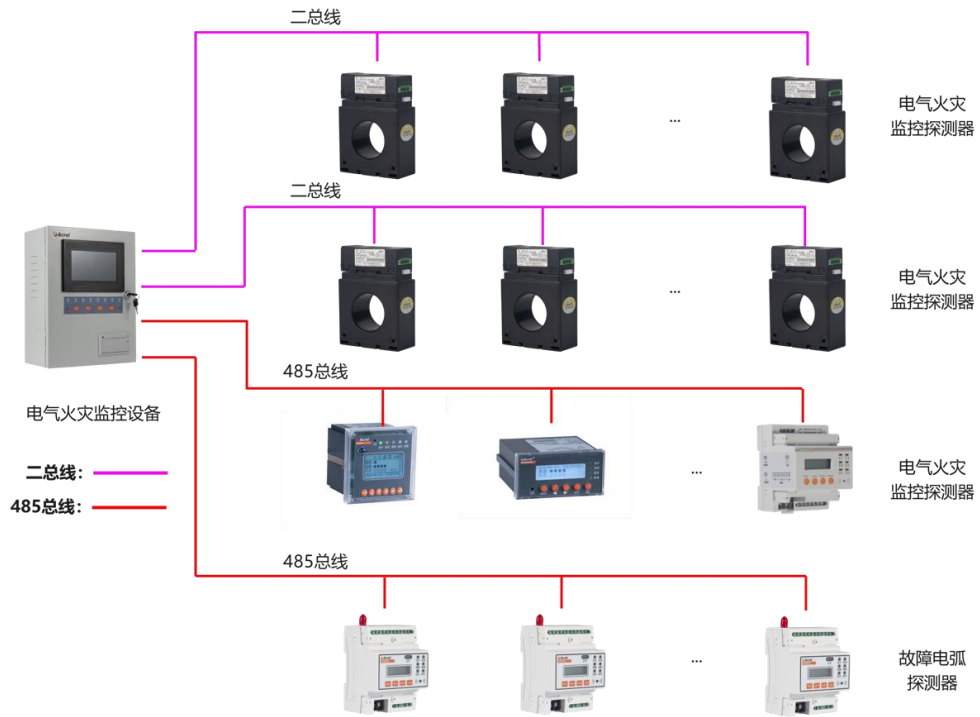 二总线
电气火灾
监控探测器
...
二总线
电气火灾
监控探测器
...
485总线
电气火灾监控设备
二总线：
485总线：
电气火灾
监控探测器
...
485总线
故障电弧
探测器
...